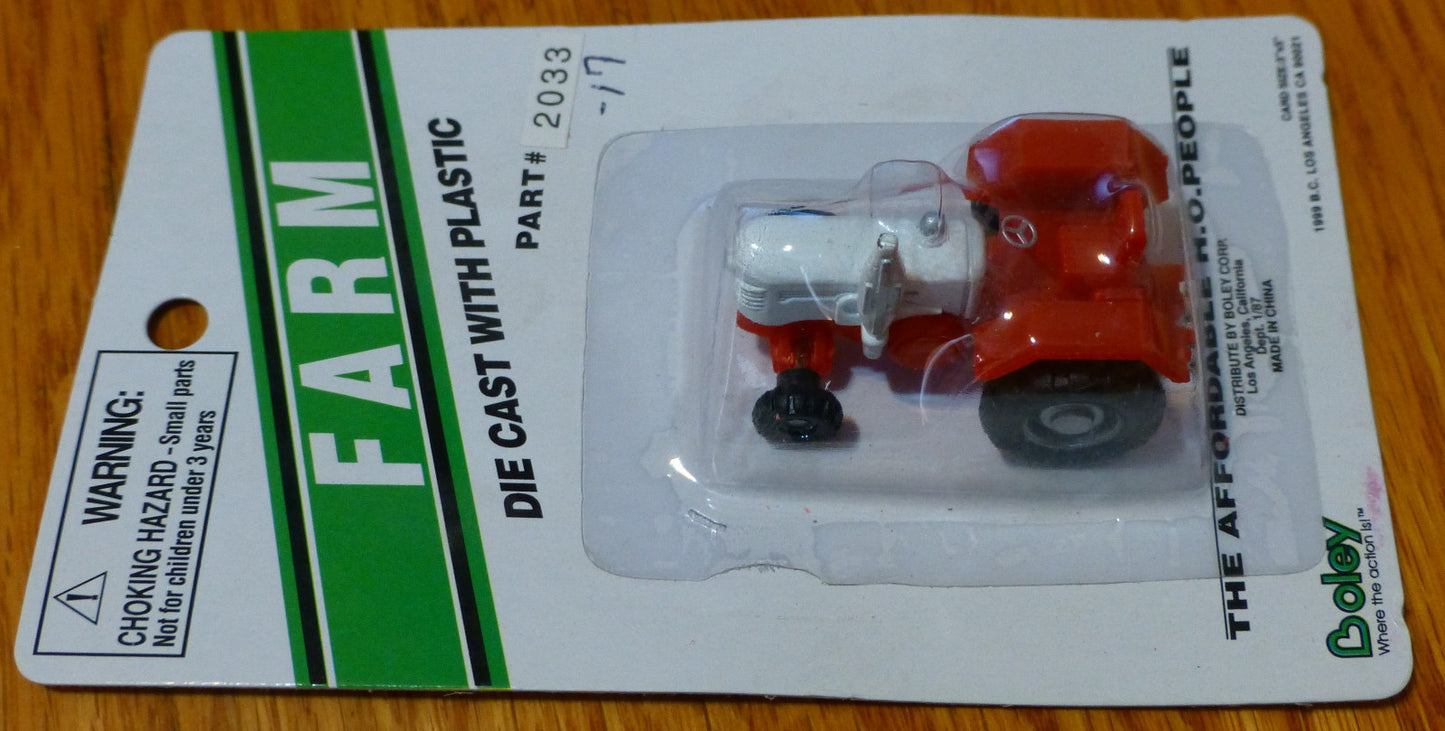 WARNING:
CHOKING HAZARD - Small parts
Not for children under 3 years
FARM
DIE CAST WITH PLASTIC
PART# 2033
-17
THE AFFORDABLE H.O. PEOPLE
DISTRIBUTE BY BOLEY CORP.
Los Angeles, California
Dept. 1/87
MADE IN CHINA
Boley
Where the action is!™
CARD SIZE:3"x5"
1999 B.C. LOS ANGELES CA 90021